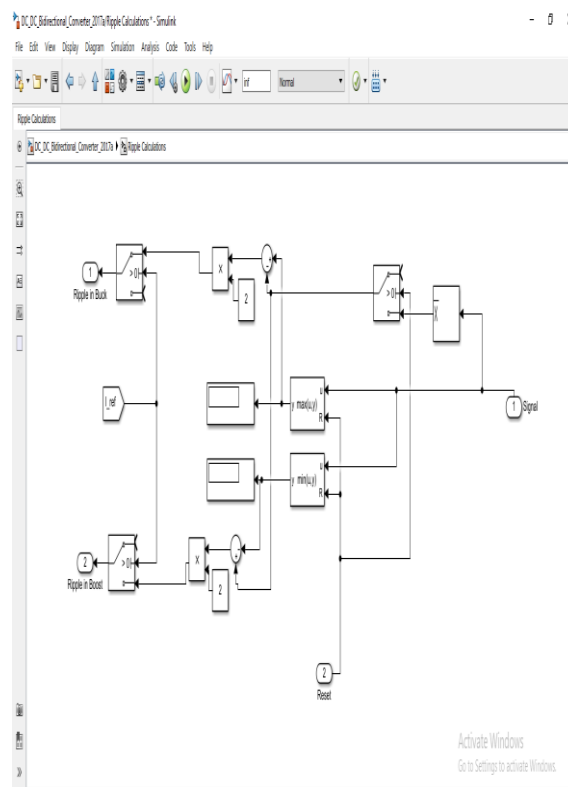 DC_DC_Bidirectional_Converter_2017a/Ripple Calculations * - Simulink
File Edit View Display Diagram Simulation Analysis Code Tools Help
inf Normal
Ripple Calculations
DC_DC_Bidirectional_Converter_2017a Ripple Calculations
1 > 0 X - + 2
Ripple in Buck
> 0 X
I_ref
u
y max(u,y)
R
1 Signal
u
y min(u,y)
R
2 > 0 X - + 2
Ripple in Boost
2
Reset
Activate Windows
Go to Settings to activate Windows.